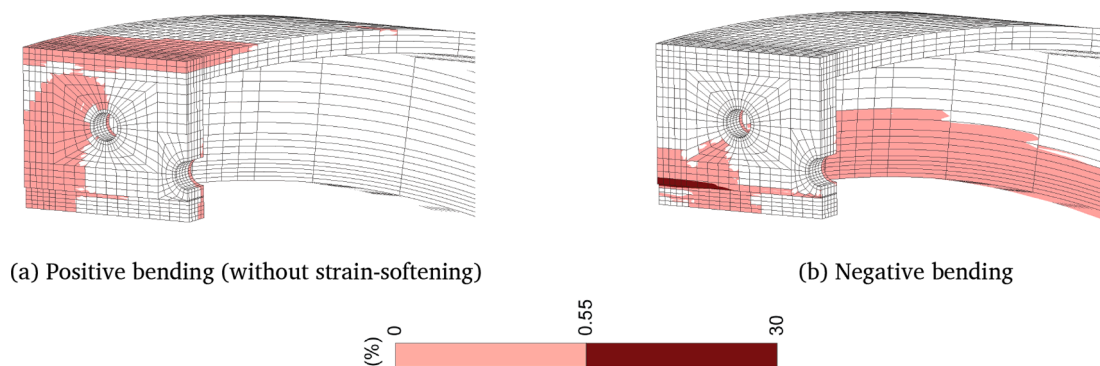 (a) Positive bending (without strain-softening)
(b) Negative bending
(%)
0
0.55
30